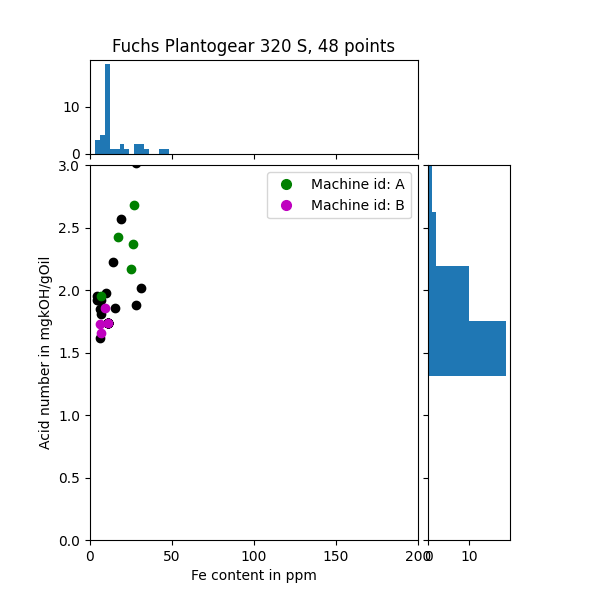 Fuchs Plantogear 320 S, 48 points
10
0
3.0
2.5
2.0
1.5
1.0
0.5
0.0
Acid number in mgkOH/gOil
Machine id: A
Machine id: B
0 50 100 150 200
0 10
Fe content in ppm